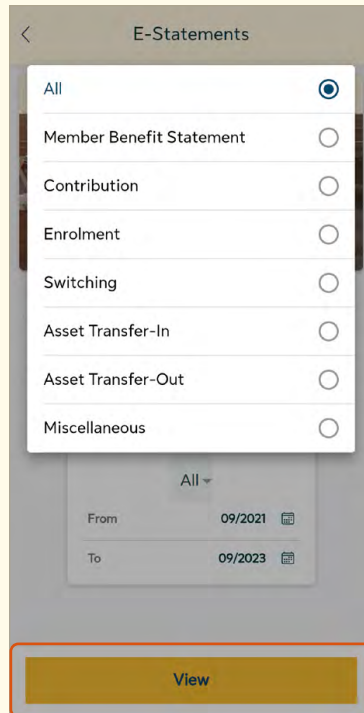 E-Statements
All
Member Benefit Statement
Contribution
Enrolment
Switching
Asset Transfer-In
Asset Transfer-Out
Miscellaneous
All
From 09/2021
To 09/2023
View